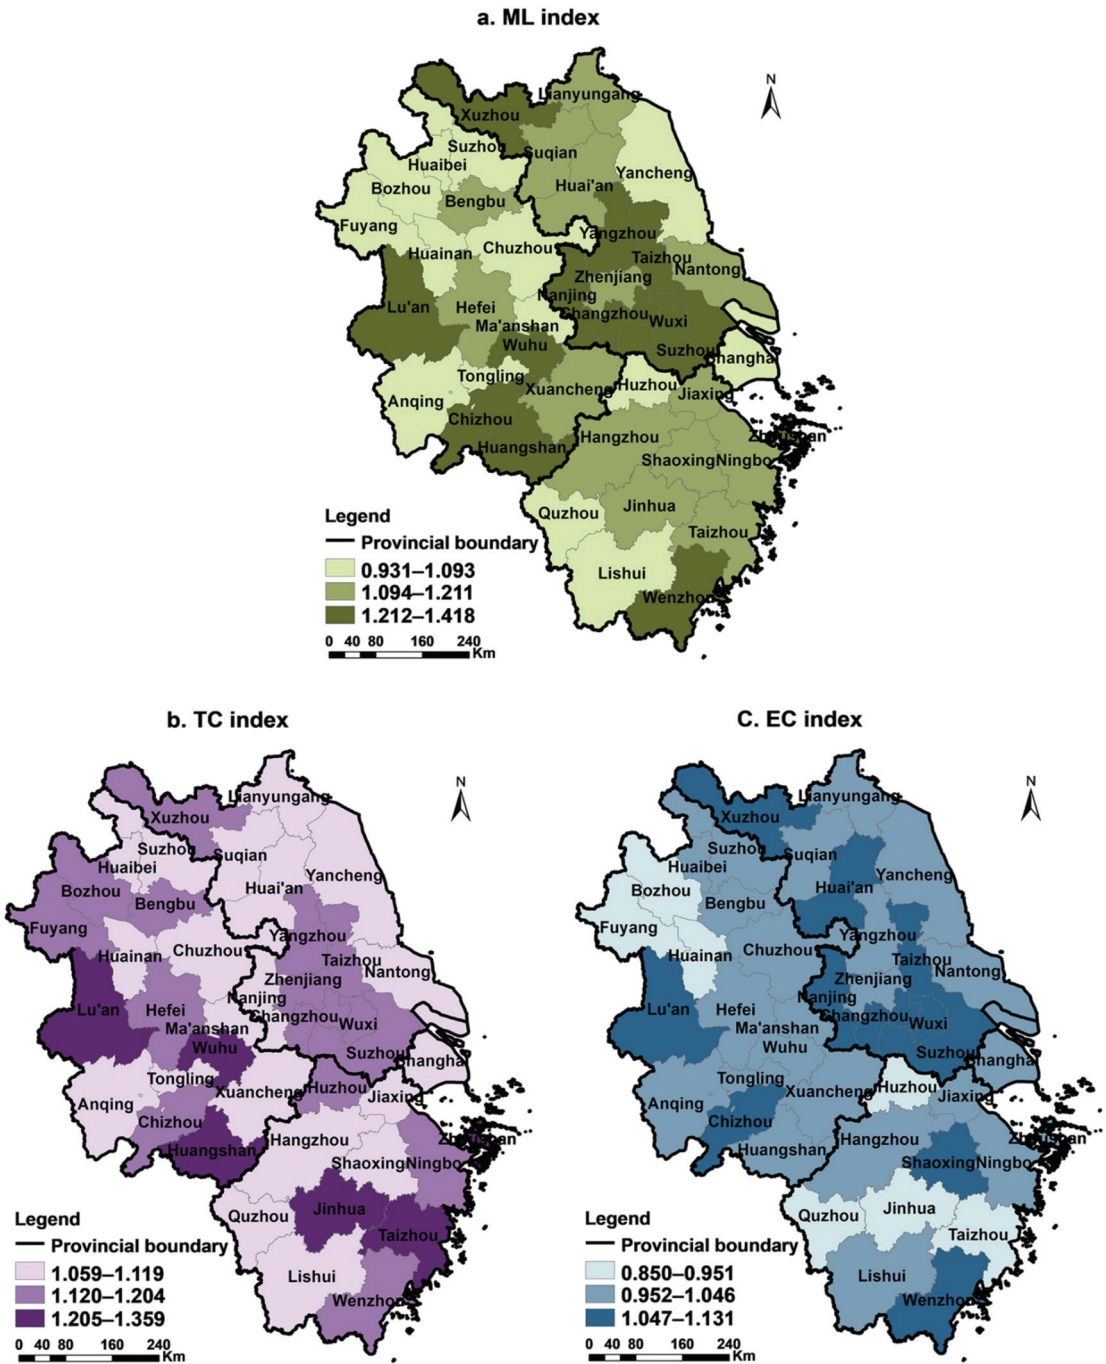 a. ML index
N
Lianyungang
Xuzhou
Suzhou
Suqian
Huaibei
Yancheng
Bozhou
Huai'an
Bengbu
Fuyang
Yangzhou
Chuzhou
Huainan
Taizhou
Nantong
Zhenjiang
Nanjing
Lu'an
Hefei
Changzhou
Wuxi
Ma'anshan
Wuhu
Suzhou
Shangha
Tongling
Xuancheng
Huzhou
Jiaxing
Anqing
Chizhou
Hangzhou
Zhoushan
Huangshan
Shaoxing
Ningbo
Quzhou
Jinhua
Taizhou
Lishui
Wenzhou
Legend
Provincial boundary
0.931–1.093
1.094–1.211
1.212–1.418
0 40 80 160 240
Km
b. TC index
N
Lianyungang
Xuzhou
Suzhou
Suqian
Huaibei
Yancheng
Bozhou
Huai'an
Bengbu
Fuyang
Yangzhou
Chuzhou
Huainan
Taizhou
Nantong
Zhenjiang
Nanjing
Lu'an
Hefei
Changzhou
Wuxi
Ma'anshan
Wuhu
Suzhou
Shangha
Tongling
Xuancheng
Huzhou
Jiaxing
Anqing
Chizhou
Hangzhou
Zhoushan
Huangshan
Shaoxing
Ningbo
Quzhou
Jinhua
Taizhou
Lishui
Wenzhou
Legend
Provincial boundary
1.059–1.119
1.120–1.204
1.205–1.359
0 40 80 160 240
Km
C. EC index
N
Lianyungang
Xuzhou
Suzhou
Suqian
Huaibei
Yancheng
Bozhou
Huai'an
Bengbu
Fuyang
Yangzhou
Chuzhou
Huainan
Taizhou
Nantong
Zhenjiang
Nanjing
Lu'an
Hefei
Changzhou
Wuxi
Ma'anshan
Wuhu
Suzhou
Shangha
Tongling
Xuancheng
Huzhou
Jiaxing
Anqing
Chizhou
Hangzhou
Zhoushan
Huangshan
Shaoxing
Ningbo
Quzhou
Jinhua
Taizhou
Lishui
Wenzhou
Legend
Provincial boundary
0.850–0.951
0.952–1.046
1.047–1.131
0 40 80 160 240
Km